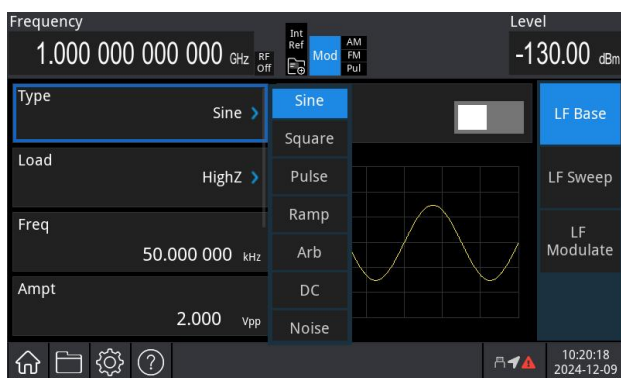 Frequency
1.000 000 000 000 GHz
RF
Off
Int
Ref
Mod
AM
FM
Pul
Level
-130.00 dBm
Type
Sine
Load
HighZ
Freq
50.000 000 kHz
Ampt
2.000 Vpp
Sine
Square
Pulse
Ramp
Arb
DC
Noise
LF Base
LF Sweep
LF
Modulate
?
10:20:18
2024-12-09